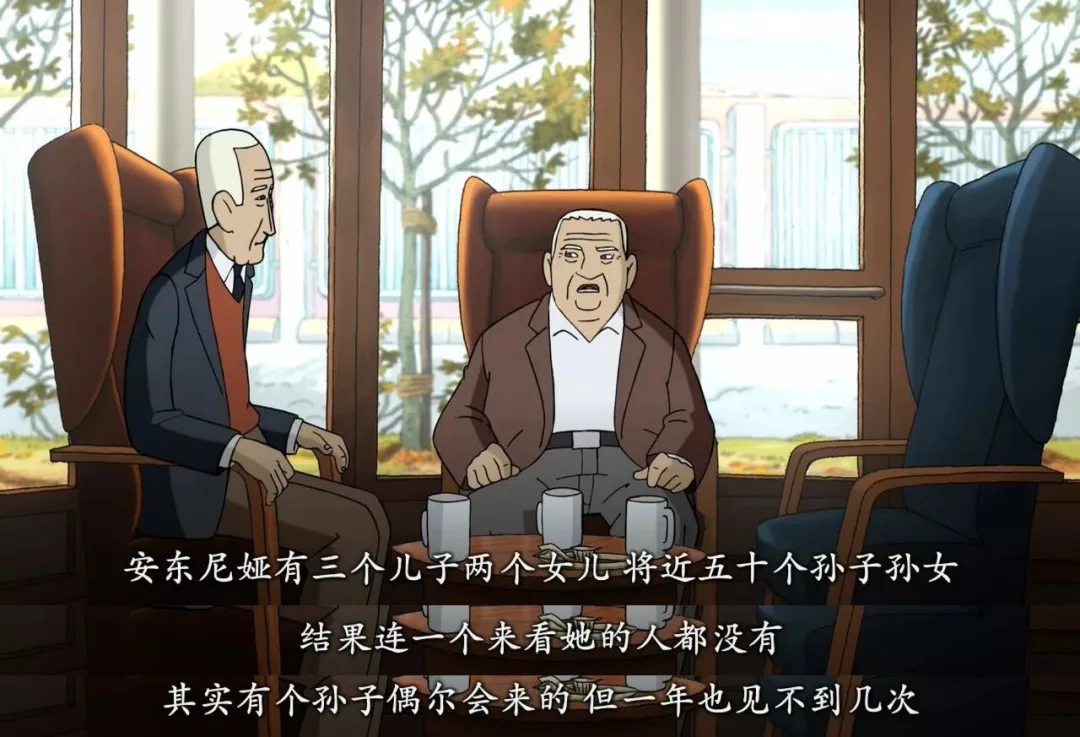 安东尼娅有三个儿子两个女儿 将近五十个孙子孙女
结果连一个来看她的人都没有
其实有个孙子偶尔会来的 但一年也见不到几次